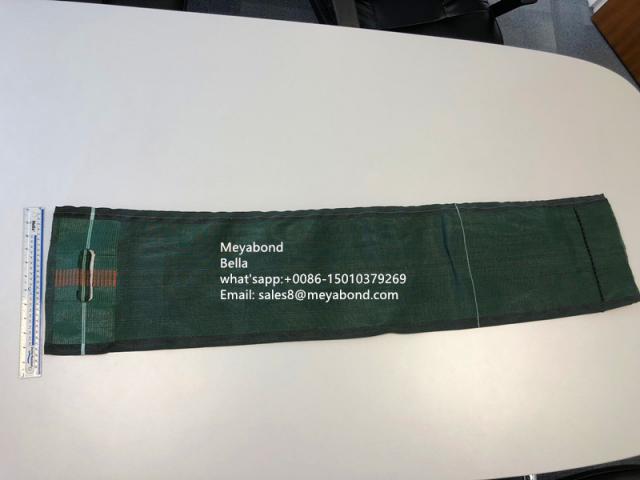 Meyabond
Bella
what'sapp:+0086-15010379269
Email: sales8@meyabond.com